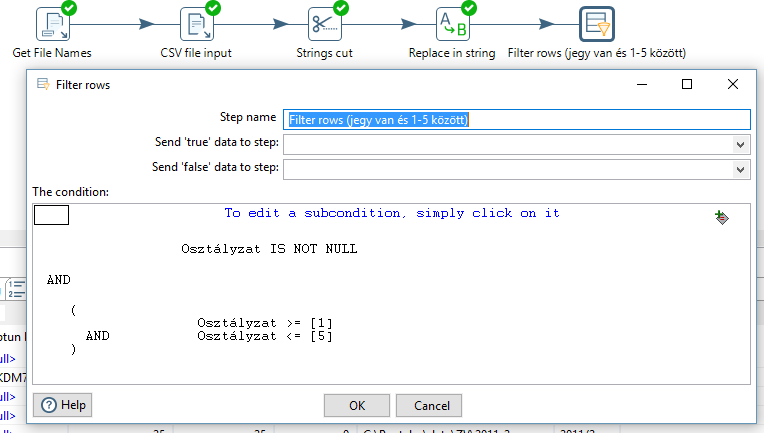 Get File Names CSV file input Strings cut Replace in string Filter rows (jegy van és 1-5 között)
Filter rows
Step name Filter rows (jegy van és 1-5 között)
Send 'true' data to step:
Send 'false' data to step:
The condition:
To edit a subcondition, simply click on it
Osztályzat IS NOT NULL
AND
(
Osztályzat >= [1]
AND Osztályzat <= [5]
)
Help OK Cancel